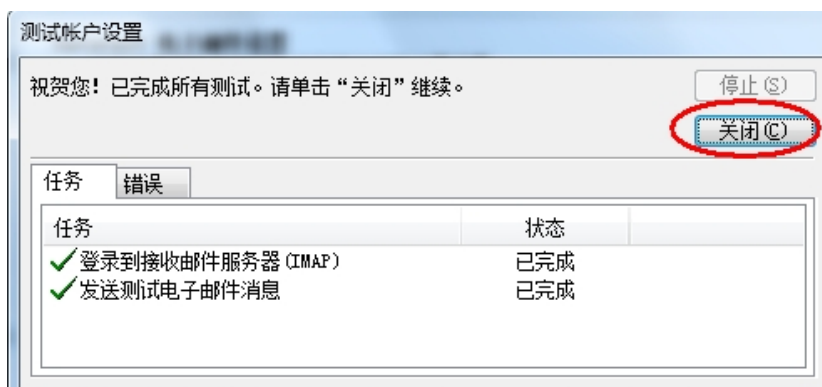 测试帐户设置
祝贺您！已完成所有测试。请单击“关闭”继续。
停止(S)
关闭(C)
任务 错误
任务 状态
登录到接收邮件服务器(IMAP) 已完成
发送测试电子邮件消息 已完成